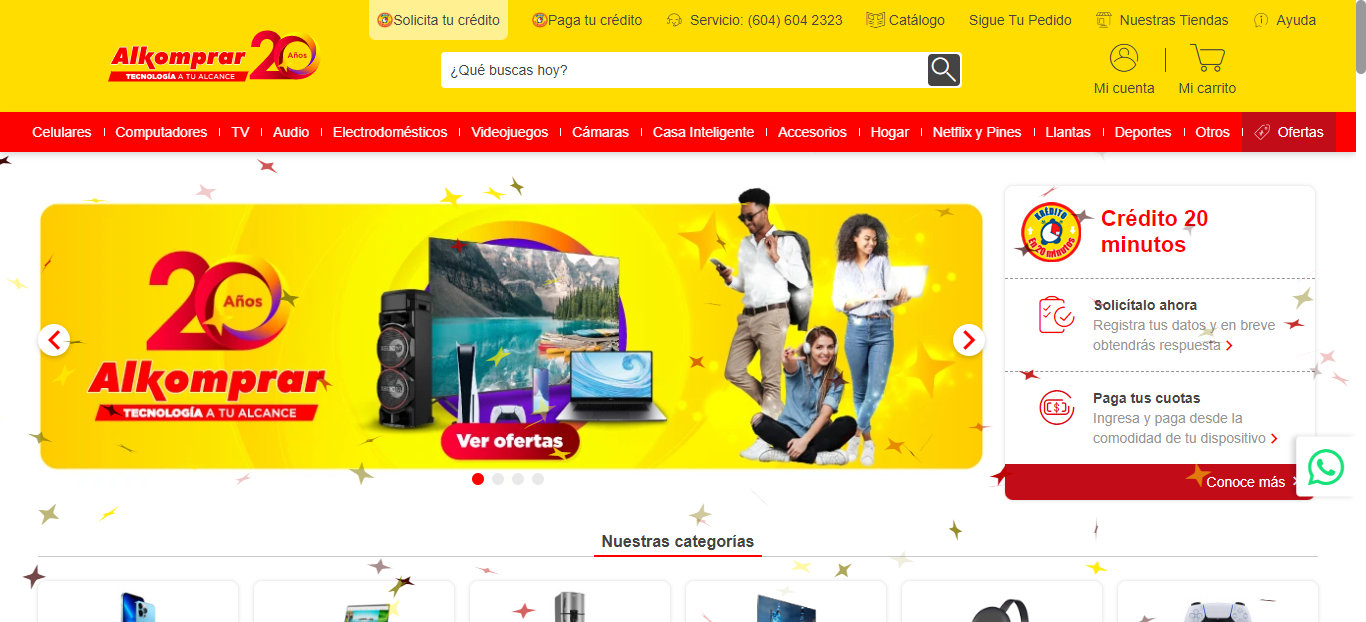 Solicita tu crédito
Paga tu crédito
Servicio: (604) 604 2323
Catálogo
Sigue Tu Pedido
Nuestras Tiendas
Ayuda
Alkomprar 20 Años
TECNOLOGÍA A TU ALCANCE
¿Qué buscas hoy?
Mi cuenta
Mi carrito
Celulares
Computadores
TV
Audio
Electrodomésticos
Videojuegos
Cámaras
Casa Inteligente
Accesorios
Hogar
Netflix y Pines
Llantas
Deportes
Otros
Ofertas
20 Años
Alkomprar
TECNOLOGÍA A TU ALCANCE
Ver ofertas
KRÉDITO
En 20 minutos
Crédito 20
minutos
Solicítalo ahora
Registra tus datos y en breve
obtendrás respuesta
Paga tus cuotas
Ingresa y paga desde la
comodidad de tu dispositivo
Conoce más
Nuestras categorías